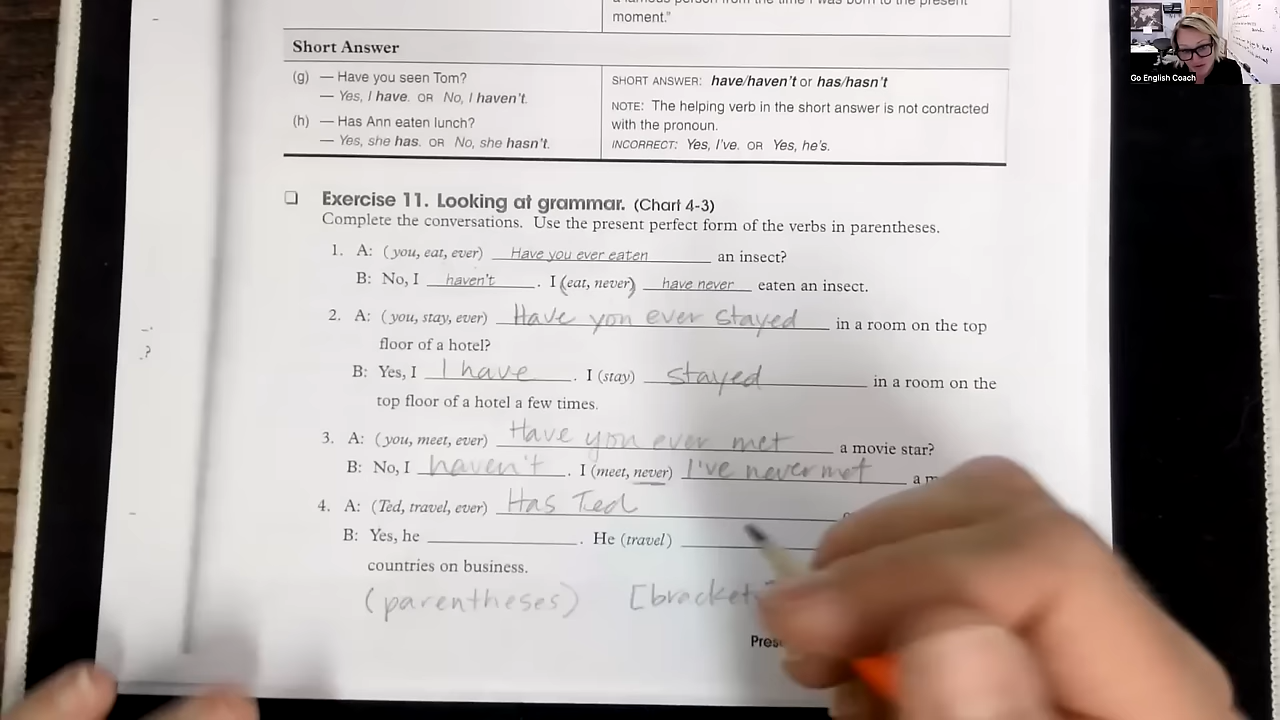 a famous person from the time I was born to the present
moment."
Go English Coach
Short Answer
(g) — Have you seen Tom?
— Yes, I have. OR No, I haven't.
(h) — Has Ann eaten lunch?
— Yes, she has. OR No, she hasn't.
SHORT ANSWER: have/haven't or has/hasn't
NOTE: The helping verb in the short answer is not contracted
with the pronoun.
INCORRECT: Yes, I've. OR Yes, he's.
❑ Exercise 11. Looking at grammar. (Chart 4-3)
Complete the conversations. Use the present perfect form of the verbs in parentheses.
1. A: (you, eat, ever) Have you ever eaten an insect?
B: No, I haven't. I (eat, never) have never eaten an insect.
2. A: (you, stay, ever) Have you ever stayed in a room on the top
floor of a hotel?
B: Yes, I I have. I (stay) stayed in a room on the
top floor of a hotel a few times.
3. A: (you, meet, ever) Have you ever met a movie star?
B: No, I haven't. I (meet, never) I've never met a
4. A: (Ted, travel, ever) Has Ted
B: Yes, he ______. He (travel) ______
countries on business.
(parentheses) [bracket